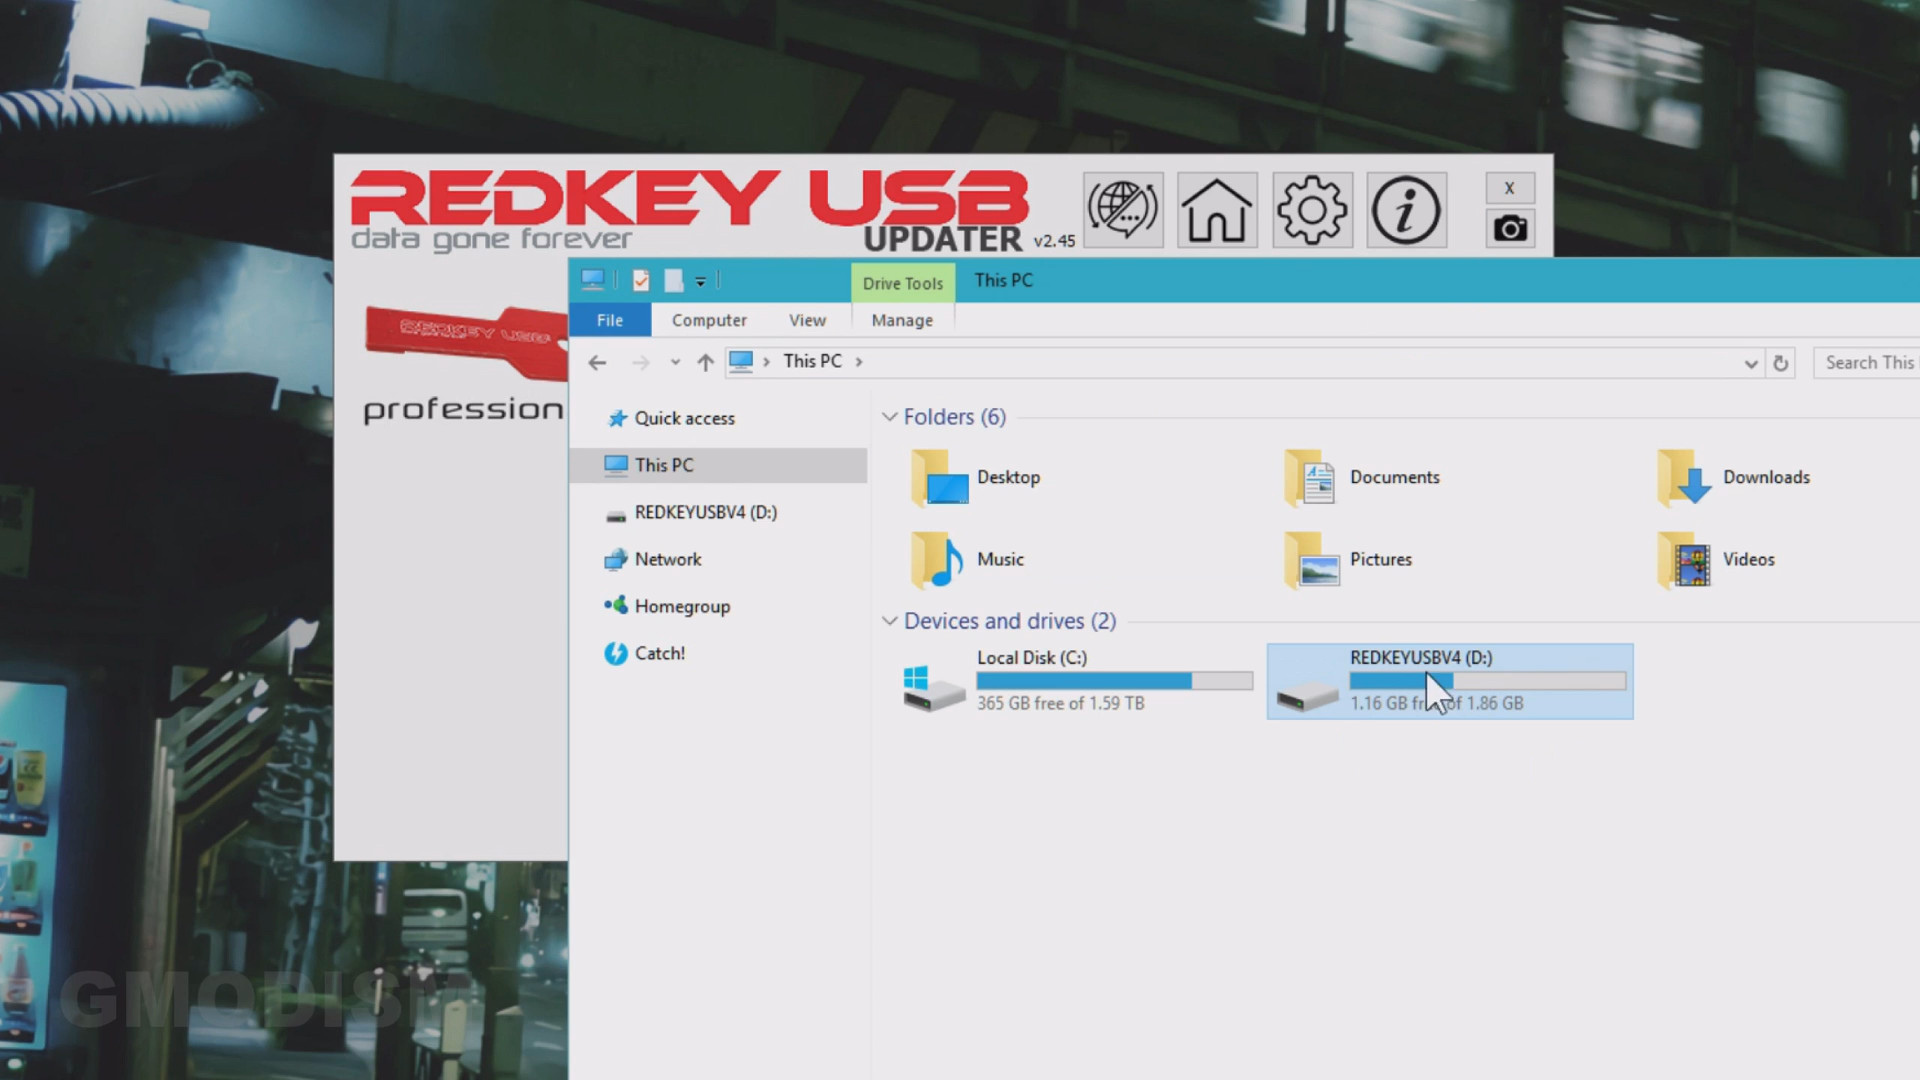 REDKEY USB
data gone forever
UPDATER v2.45
X
Drive Tools
This PC
File
Computer
View
Manage
This PC
Search This
profession
Quick access
This PC
REDKEYUSBV4 (D:)
Network
Homegroup
Catch!
Folders (6)
Desktop
Documents
Downloads
Music
Pictures
Videos
Devices and drives (2)
Local Disk (C:)
365 GB free of 1.59 TB
REDKEYUSBV4 (D:)
1.16 GB of 1.86 GB
REDKEY USB
GMODISM